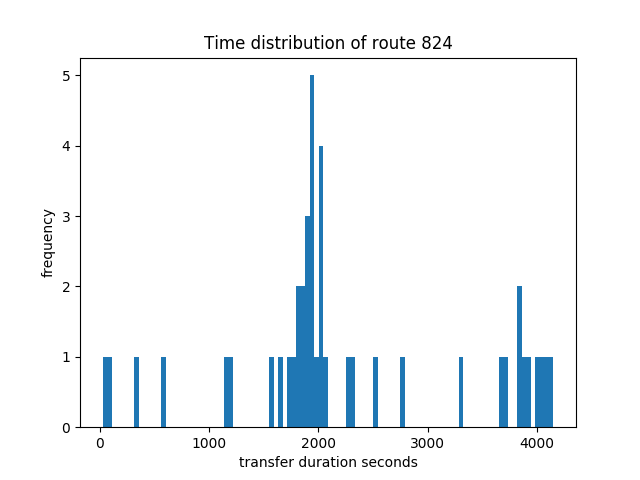 Time distribution of route 824
frequency
5
4
3
2
1
0
0 1000 2000 3000 4000
transfer duration seconds